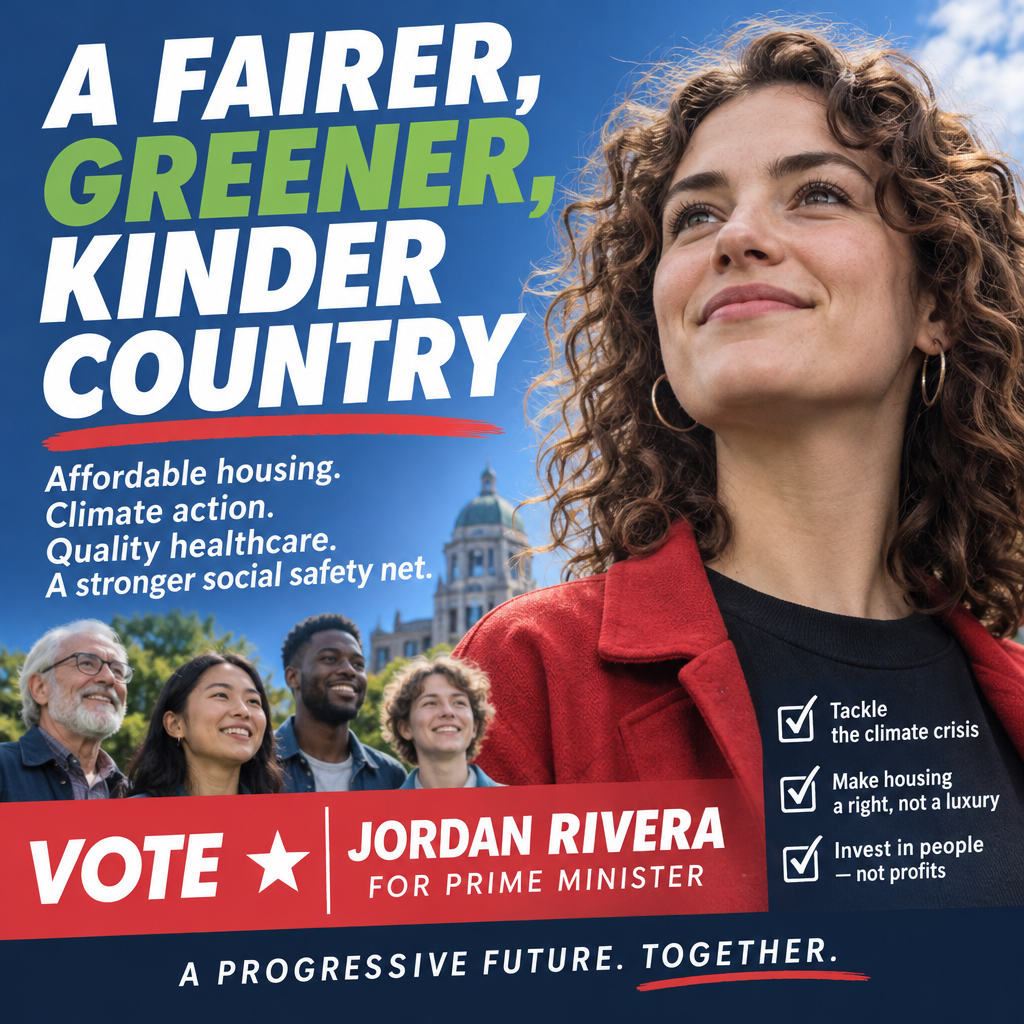 A FAIRER,
GREENER,
KINDER
COUNTRY
Affordable housing.
Climate action.
Quality healthcare.
A stronger social safety net.
Tackle
the climate crisis
Make housing
a right, not a luxury
Invest in people
— not profits
VOTE
JORDAN RIVERA
FOR PRIME MINISTER
A PROGRESSIVE FUTURE. TOGETHER.